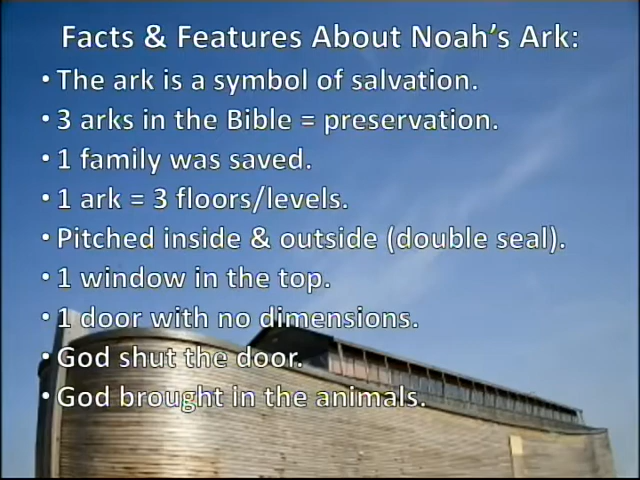 Facts & Features About Noah's Ark:
• The ark is a symbol of salvation.
• 3 arks in the Bible = preservation.
• 1 family was saved.
• 1 ark = 3 floors/levels.
• Pitched inside & outside (double seal).
• 1 window in the top.
• 1 door with no dimensions.
• God shut the door.
• God brought in the animals.